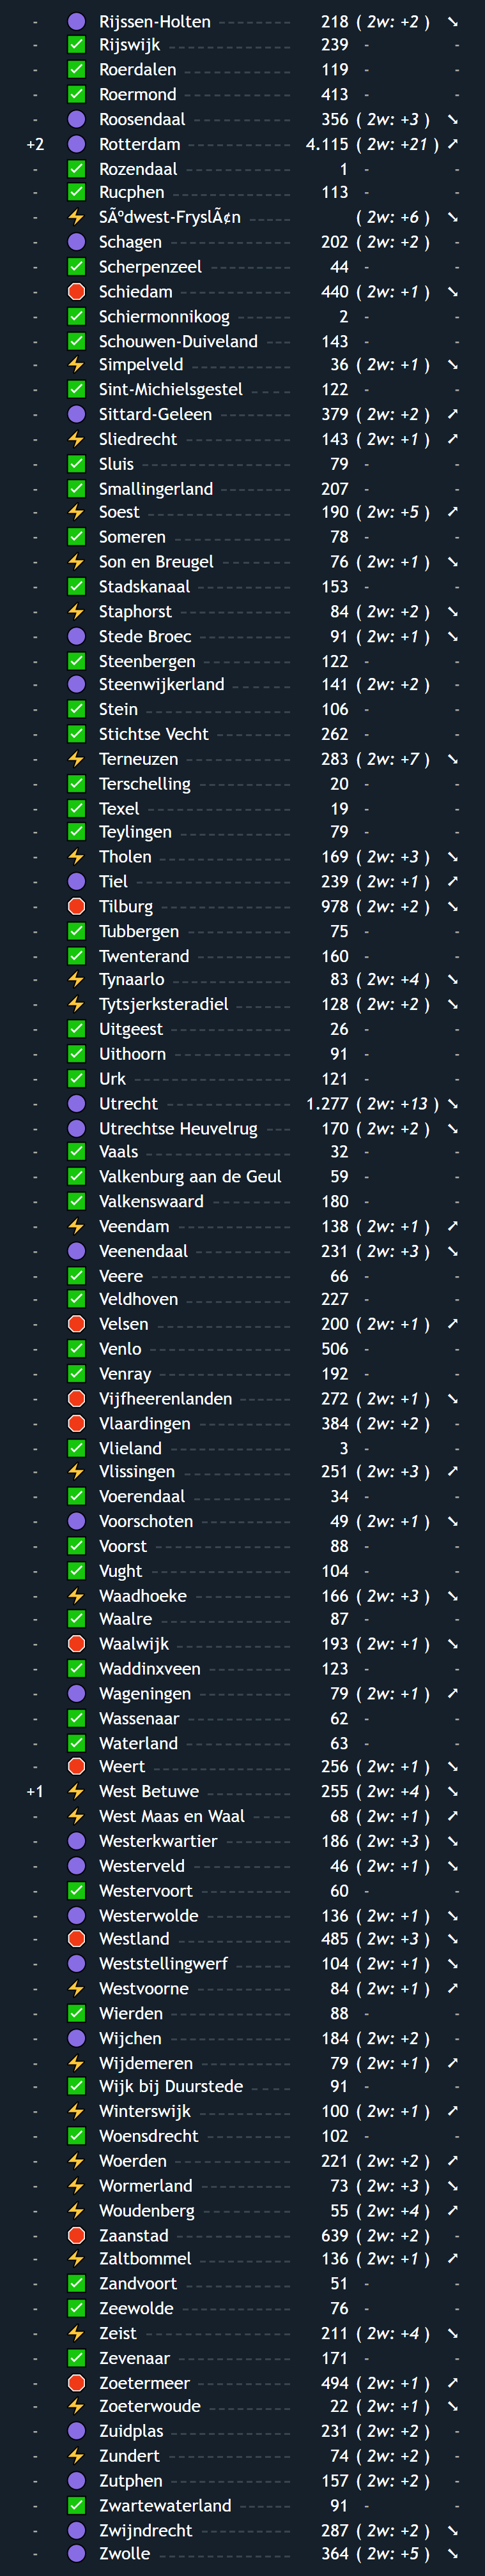 - Rijssen-Holten 218 ( 2w: +2 ) ↘
- ✅ Rijswijk 239 - -
- ✅ Roerdalen 119 - -
- ✅ Roermond 413 - -
- Roosendaal 356 ( 2w: +3 ) ↘
+2 Rotterdam 4.115 ( 2w: +21 ) ↗
- ✅ Rozendaal 1 - -
- ✅ Rucphen 113 - -
- ⚡ SÃºdwest-FryslÃ¢n ( 2w: +6 ) ↘
- Schagen 202 ( 2w: +2 ) -
- ✅ Scherpenzeel 44 - -
- Schiedam 440 ( 2w: +1 ) ↘
- ✅ Schiermonnikoog 2 - -
- ✅ Schouwen-Duiveland 143 - -
- ⚡ Simpelveld 36 ( 2w: +1 ) ↘
- ✅ Sint-Michielsgestel 122 - -
- Sittard-Geleen 379 ( 2w: +2 ) ↗
- ⚡ Sliedrecht 143 ( 2w: +1 ) ↗
- ✅ Sluis 79 - -
- ✅ Smallingerland 207 - -
- ⚡ Soest 190 ( 2w: +5 ) ↗
- ✅ Someren 78 - -
- ⚡ Son en Breugel 76 ( 2w: +1 ) ↘
- ✅ Stadskanaal 153 - -
- ⚡ Staphorst 84 ( 2w: +2 ) ↘
- Stede Broec 91 ( 2w: +1 ) ↘
- ✅ Steenbergen 122 - -
- Steenwijkerland 141 ( 2w: +2 ) -
- ✅ Stein 106 - -
- ✅ Stichtse Vecht 262 - -
- ⚡ Terneuzen 283 ( 2w: +7 ) ↘
- ✅ Terschelling 20 - -
- ✅ Texel 19 - -
- ✅ Teylingen 79 - -
- ⚡ Tholen 169 ( 2w: +3 ) ↘
- Tiel 239 ( 2w: +1 ) ↗
- Tilburg 978 ( 2w: +2 ) ↘
- ✅ Tubbergen 75 - -
- ✅ Twenterand 160 - -
- ⚡ Tynaarlo 83 ( 2w: +4 ) ↘
- ⚡ Tytsjerksteradiel 128 ( 2w: +2 ) ↘
- ✅ Uitgeest 26 - -
- ✅ Uithoorn 91 - -
- ✅ Urk 121 - -
- Utrecht 1.277 ( 2w: +13 ) ↘
- Utrechtse Heuvelrug 170 ( 2w: +2 ) ↘
- ✅ Vaals 32 - -
- ✅ Valkenburg aan de Geul 59 - -
- ✅ Valkenswaard 180 - -
- ⚡ Veendam 138 ( 2w: +1 ) ↗
- Veenendaal 231 ( 2w: +3 ) ↘
- ✅ Veere 66 - -
- ✅ Veldhoven 227 - -
- Velsen 200 ( 2w: +1 ) ↗
- ✅ Venlo 506 - -
- ✅ Venray 192 - -
- Vijfheerenlanden 272 ( 2w: +1 ) ↘
- Vlaardingen 384 ( 2w: +2 ) -
- ✅ Vlieland 3 - -
- ⚡ Vlissingen 251 ( 2w: +3 ) ↗
- ✅ Voerendaal 34 - -
- Voorschoten 49 ( 2w: +1 ) ↘
- ✅ Voorst 88 - -
- ✅ Vught 104 - -
- ⚡ Waadhoeke 166 ( 2w: +3 ) ↘
- ✅ Waalre 87 - -
- Waalwijk 193 ( 2w: +1 ) ↘
- ✅ Waddinxveen 123 - -
- Wageningen 79 ( 2w: +1 ) ↗
- ✅ Wassenaar 62 - -
- ✅ Waterland 63 - -
- Weert 256 ( 2w: +1 ) ↘
+1 ⚡ West Betuwe 255 ( 2w: +4 ) ↘
- ⚡ West Maas en Waal 68 ( 2w: +1 ) ↗
- Westerkwartier 186 ( 2w: +3 ) ↘
- Westerveld 46 ( 2w: +1 ) ↘
- ✅ Westervoort 60 - -
- Westerwolde 136 ( 2w: +1 ) ↘
- Westland 485 ( 2w: +3 ) ↘
- Weststellingwerf 104 ( 2w: +1 ) ↘
- ⚡ Westvoorne 84 ( 2w: +1 ) ↗
- ✅ Wierden 88 - -
- Wijchen 184 ( 2w: +2 ) -
- ⚡ Wijdemeren 79 ( 2w: +1 ) ↗
- ✅ Wijk bij Duurstede 91 - -
- ⚡ Winterswijk 100 ( 2w: +1 ) ↗
- ✅ Woensdrecht 102 - -
- ⚡ Woerden 221 ( 2w: +2 ) ↗
- ⚡ Wormerland 73 ( 2w: +3 ) ↘
- ⚡ Woudenberg 55 ( 2w: +4 ) ↗
- Zaanstad 639 ( 2w: +2 ) -
- ⚡ Zaltbommel 136 ( 2w: +1 ) ↗
- ✅ Zandvoort 51 - -
- ✅ Zeewolde 76 - -
- ⚡ Zeist 211 ( 2w: +4 ) ↘
- ✅ Zevenaar 171 - -
- Zoetermeer 494 ( 2w: +1 ) ↗
- ⚡ Zoeterwoude 22 ( 2w: +1 ) ↘
- Zuidplas 231 ( 2w: +2 ) -
- ⚡ Zundert 74 ( 2w: +2 ) -
- Zutphen 157 ( 2w: +2 ) -
- ✅ Zwartewaterland 91 - -
- Zwijndrecht 287 ( 2w: +2 ) ↘
- Zwolle 364 ( 2w: +5 ) ↘